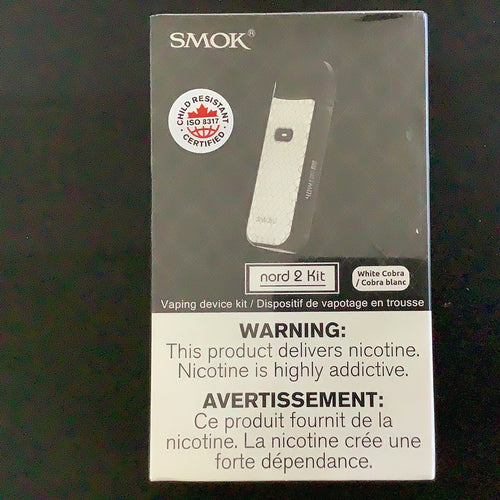 SMOK®
CHILD RESISTANT
ISO 8317
CERTIFIED
SMOK
nord 2 Kit
White Cobra
/ Cobra blanc
Vaping device kit / Dispositif de vapotage en trousse
WARNING:
This product delivers nicotine.
Nicotine is highly addictive.
AVERTISSEMENT:
Ce produit fournit de la
nicotine. La nicotine crée une
forte dépendance.